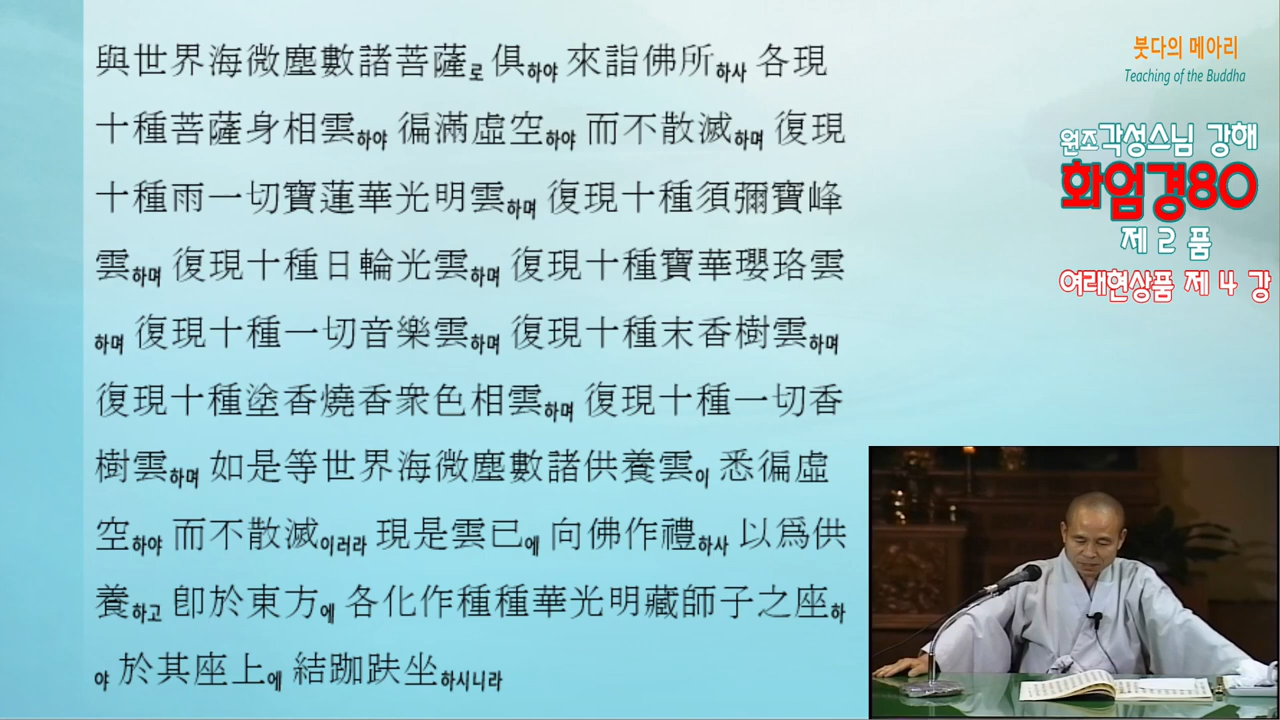 與世界海微塵數諸菩薩로 俱하야 來詣佛所하사 各現
十種菩薩身相雲하야 徧滿虛空하야 而不散滅하며 復現
十種雨一切寶蓮華光明雲하며 復現十種須彌寶峰
雲하며 復現十種日輪光雲하며 復現十種寶華瓔珞雲
하며 復現十種一切音樂雲하며 復現十種末香樹雲하며
復現十種塗香燒香衆色相雲하며 復現十種一切香
樹雲하며 如是等世界海微塵數諸供養雲이 悉徧虛
空하야 而不散滅이러라 現是雲已에 向佛作禮하사 以爲供
養하고 卽於東方에 各化作種種華光明藏師子之座하
야 於其座上에 結跏趺坐하시니라
붓다의 메아리
Teaching of the Buddha
원조각성스님 강해
화엄경80
제 2 품
여래현상품 제 4 강